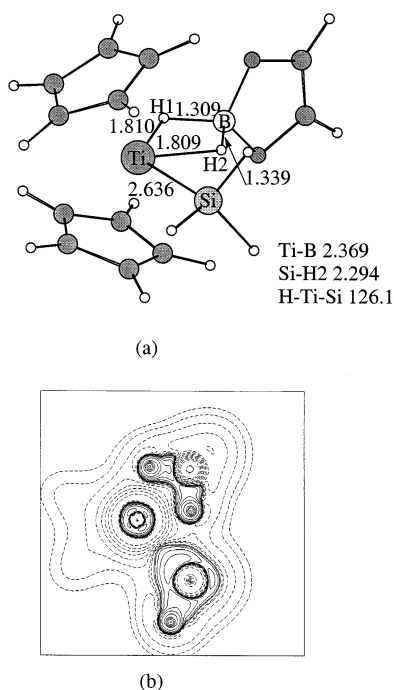 H1 1.309 B
1.810 1.809
Ti H2
1.339
2.636 Si
Ti-B 2.369
Si-H2 2.294
H-Ti-Si 126.1
(a)
(b)